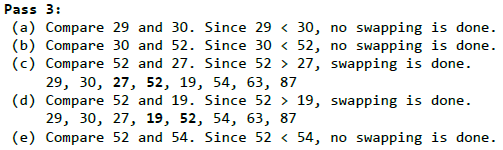 Pass 3:
(a) Compare 29 and 30. Since 29 < 30, no swapping is done.
(b) Compare 30 and 52. Since 30 < 52, no swapping is done.
(c) Compare 52 and 27. Since 52 > 27, swapping is done.
29, 30, 27, 52, 19, 54, 63, 87
(d) Compare 52 and 19. Since 52 > 19, swapping is done.
29, 30, 27, 19, 52, 54, 63, 87
(e) Compare 52 and 54. Since 52 < 54, no swapping is done.